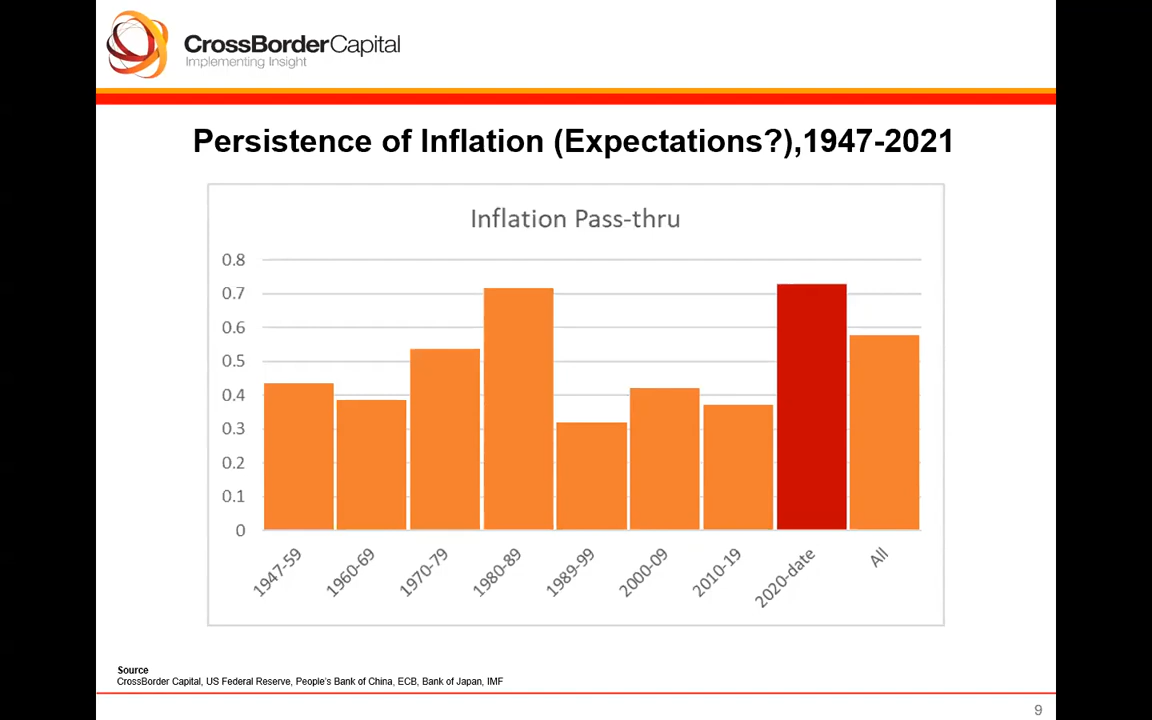 CrossBorderCapital
Implementing Insight
Persistence of Inflation (Expectations?),1947-2021
Inflation Pass-thru
0.8
0.7
0.6
0.5
0.4
0.3
0.2
0.1
0
1947-59
1960-69
1970-79
1980-89
1989-99
2000-09
2010-19
2020-date
All
Source
CrossBorder Capital, US Federal Reserve, People's Bank of China, ECB, Bank of Japan, IMF
9